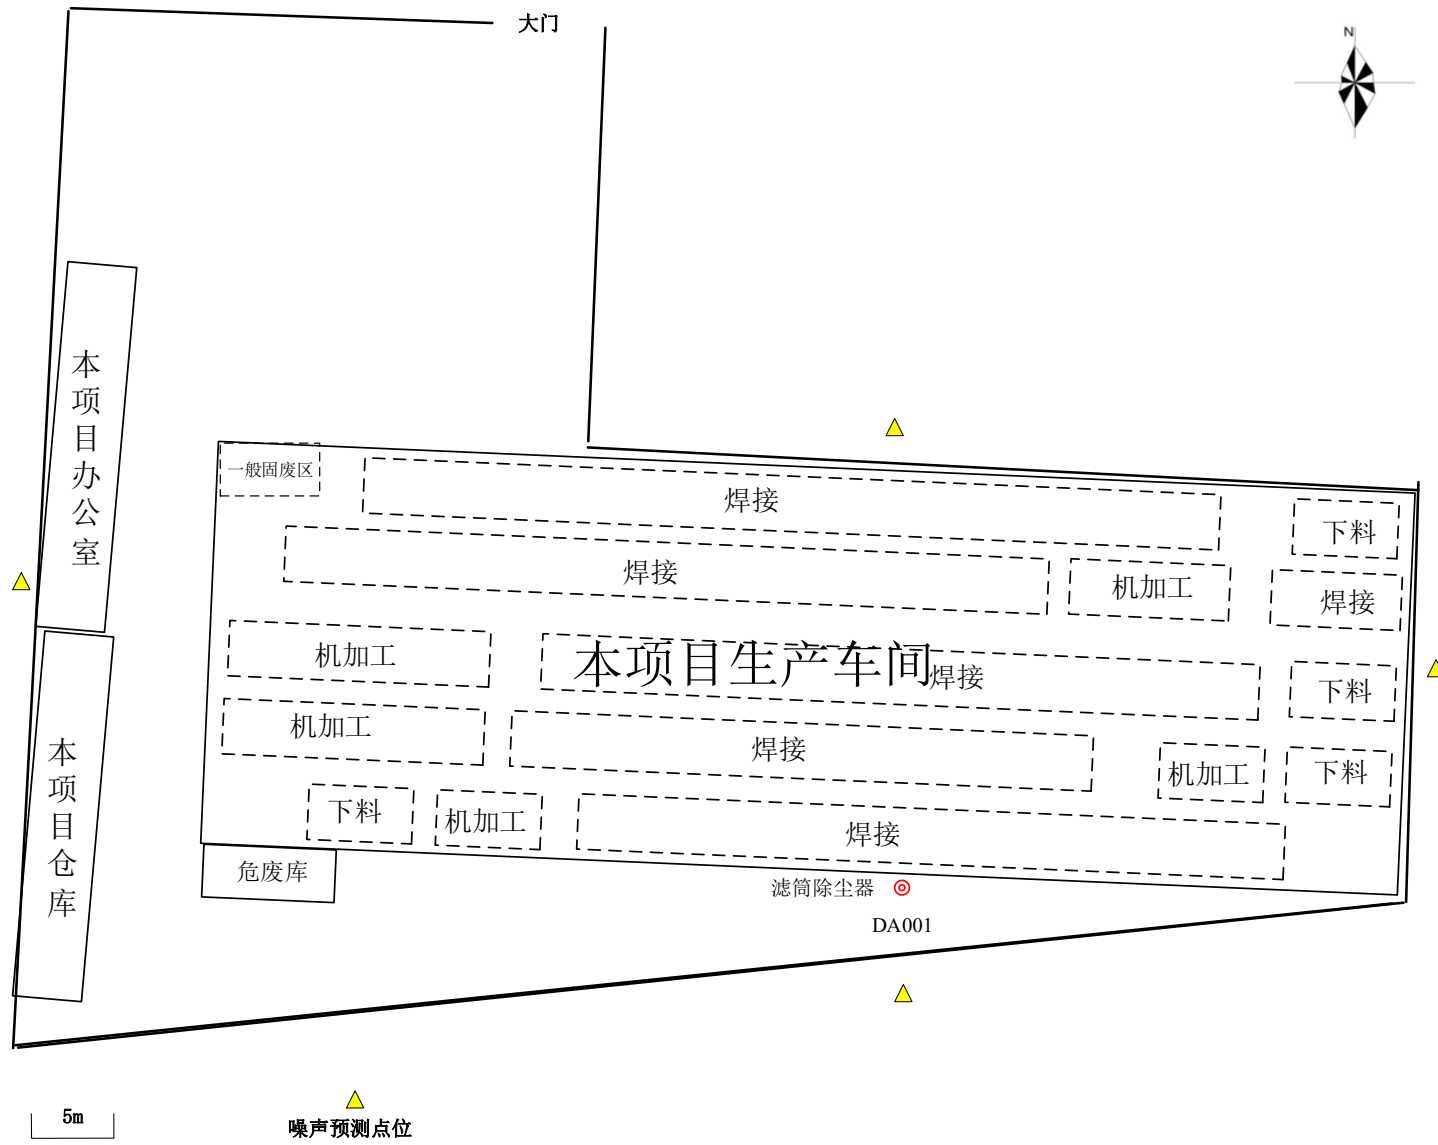 大门
N
本项目办公室
一般固废区
焊接
下料
焊接
机加工
焊接
机加工
本项目生产车间
焊接
下料
机加工
焊接
机加工
下料
本项目仓库
下料
机加工
焊接
危废库
滤筒除尘器
DA001
5m
噪声预测点位